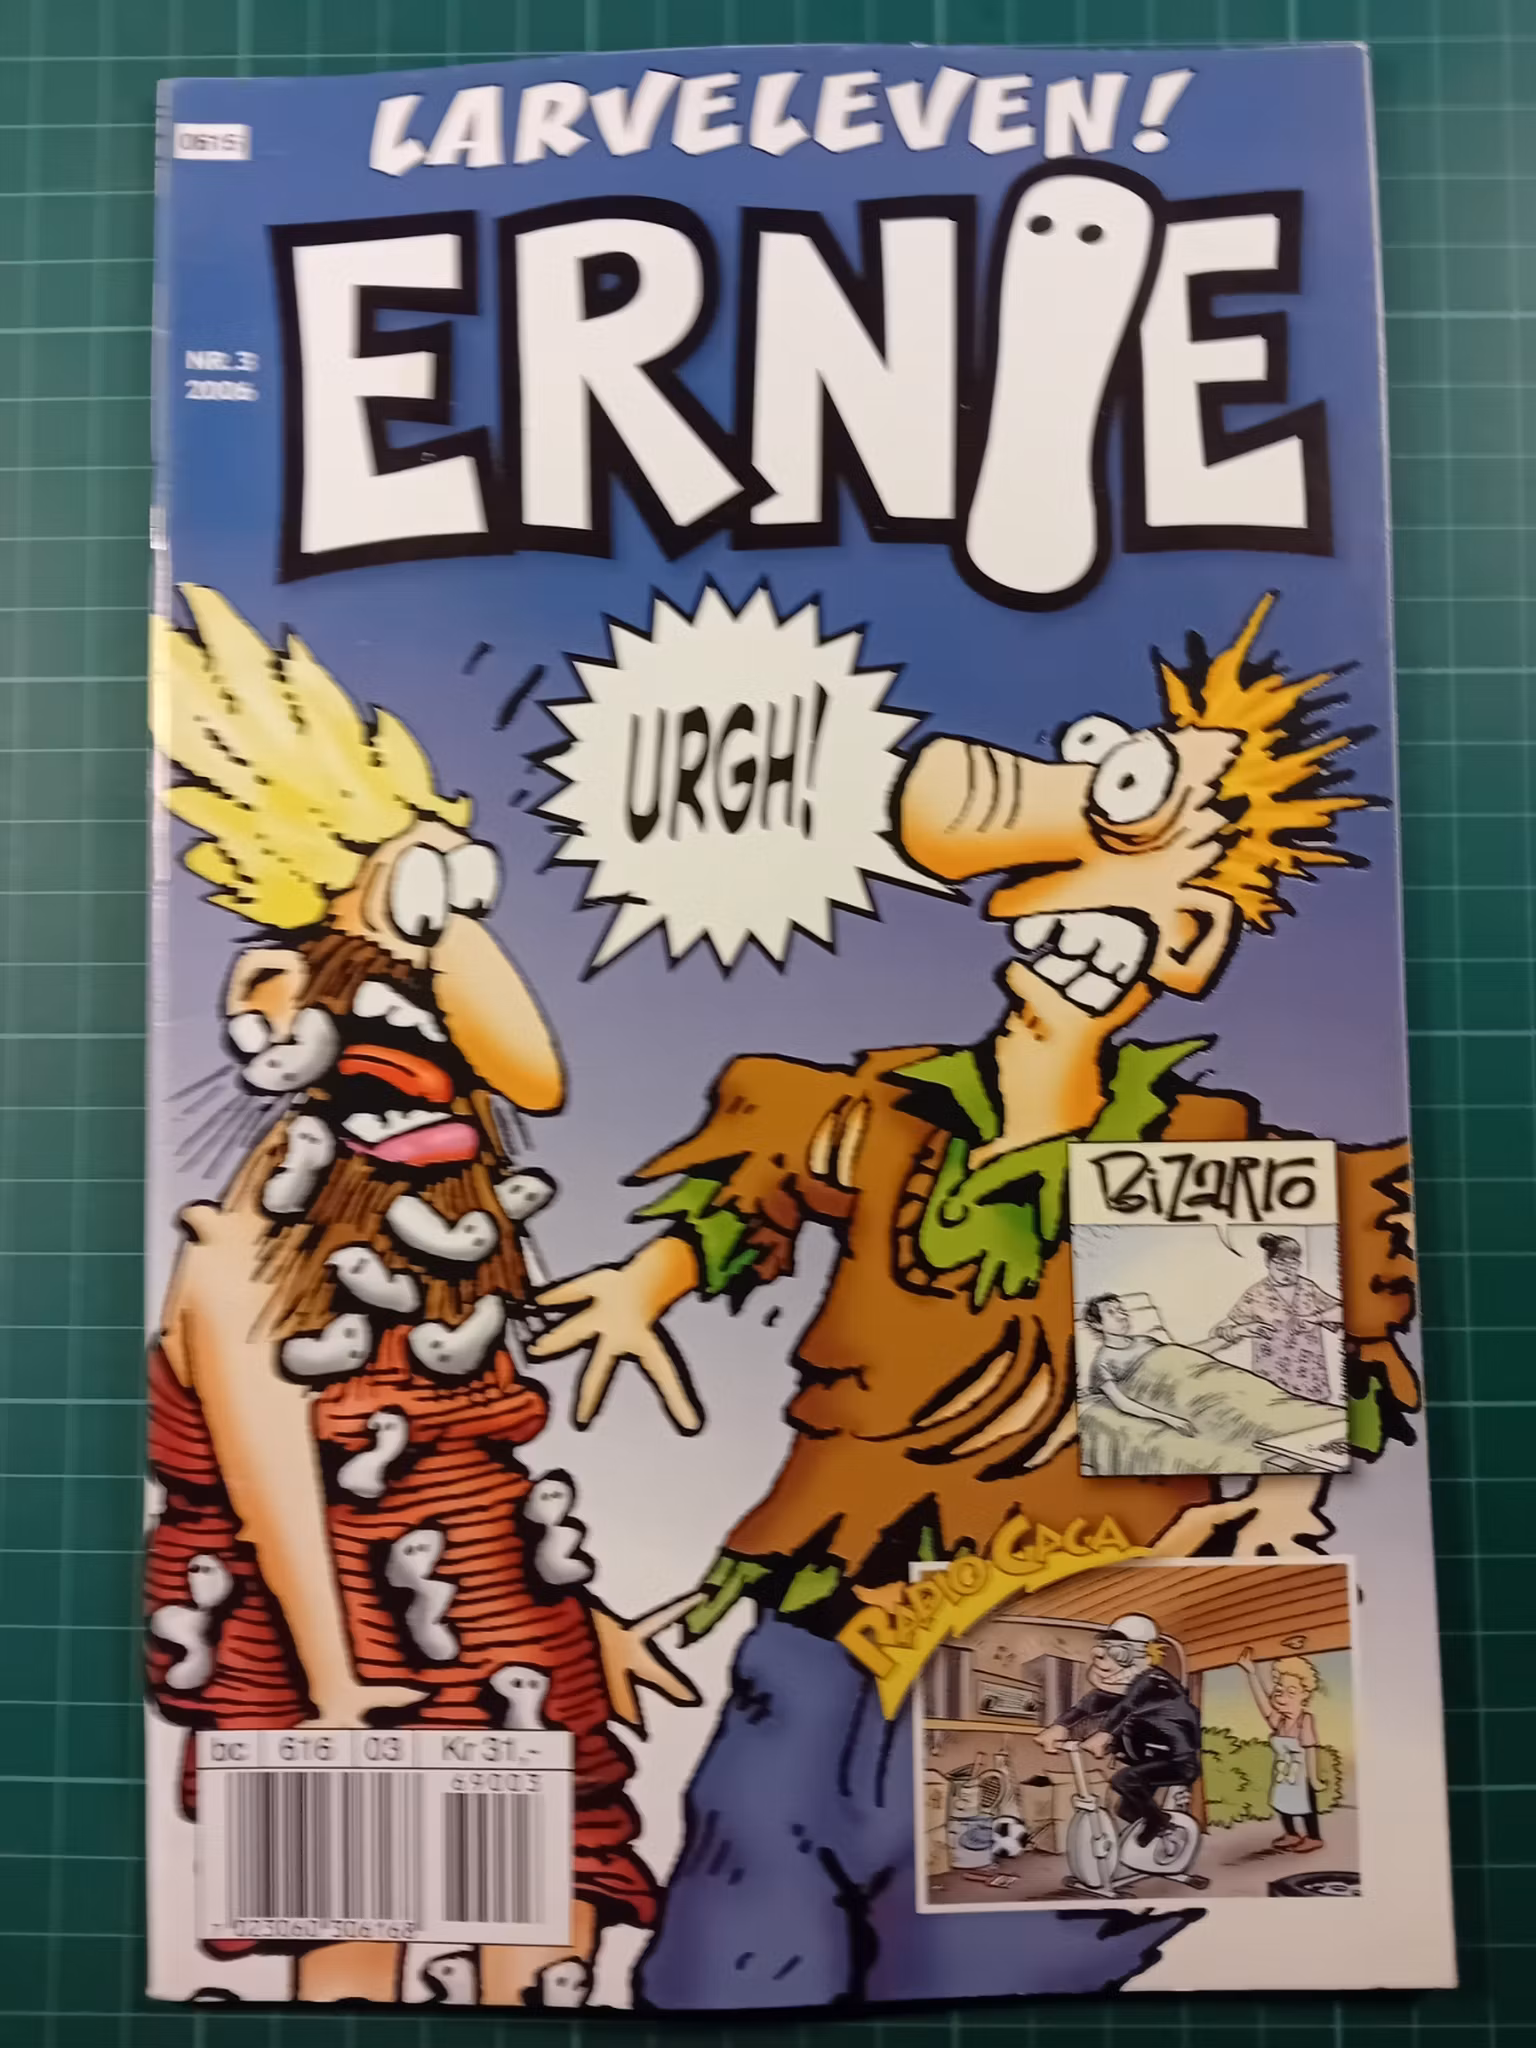 LARVELEVEN!
0615
ERNIE
NR.3
2006
URGH!
BIZARRO
RADIO GAGA
bc 616 03 Kr 31,-
69003
7 023060 306168